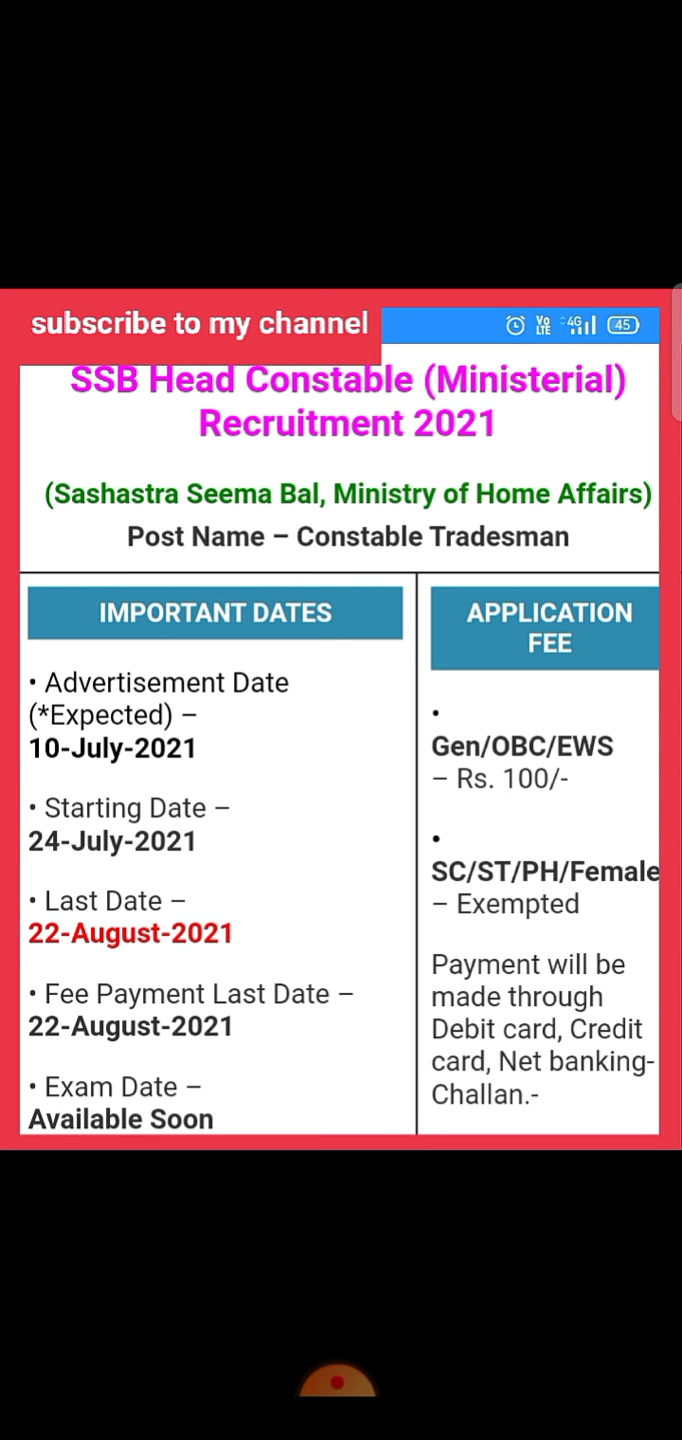 subscribe to my channel
45
SSB Head Constable (Ministerial)
Recruitment 2021
(Sashastra Seema Bal, Ministry of Home Affairs)
Post Name – Constable Tradesman
IMPORTANT DATES
• Advertisement Date
(*Expected) –
10-July-2021
• Starting Date –
24-July-2021
• Last Date –
22-August-2021
• Fee Payment Last Date –
22-August-2021
• Exam Date –
Available Soon
APPLICATION
FEE
•
Gen/OBC/EWS
– Rs. 100/-
•
SC/ST/PH/Female
– Exempted
Payment will be
made through
Debit card, Credit
card, Net banking-
Challan.-